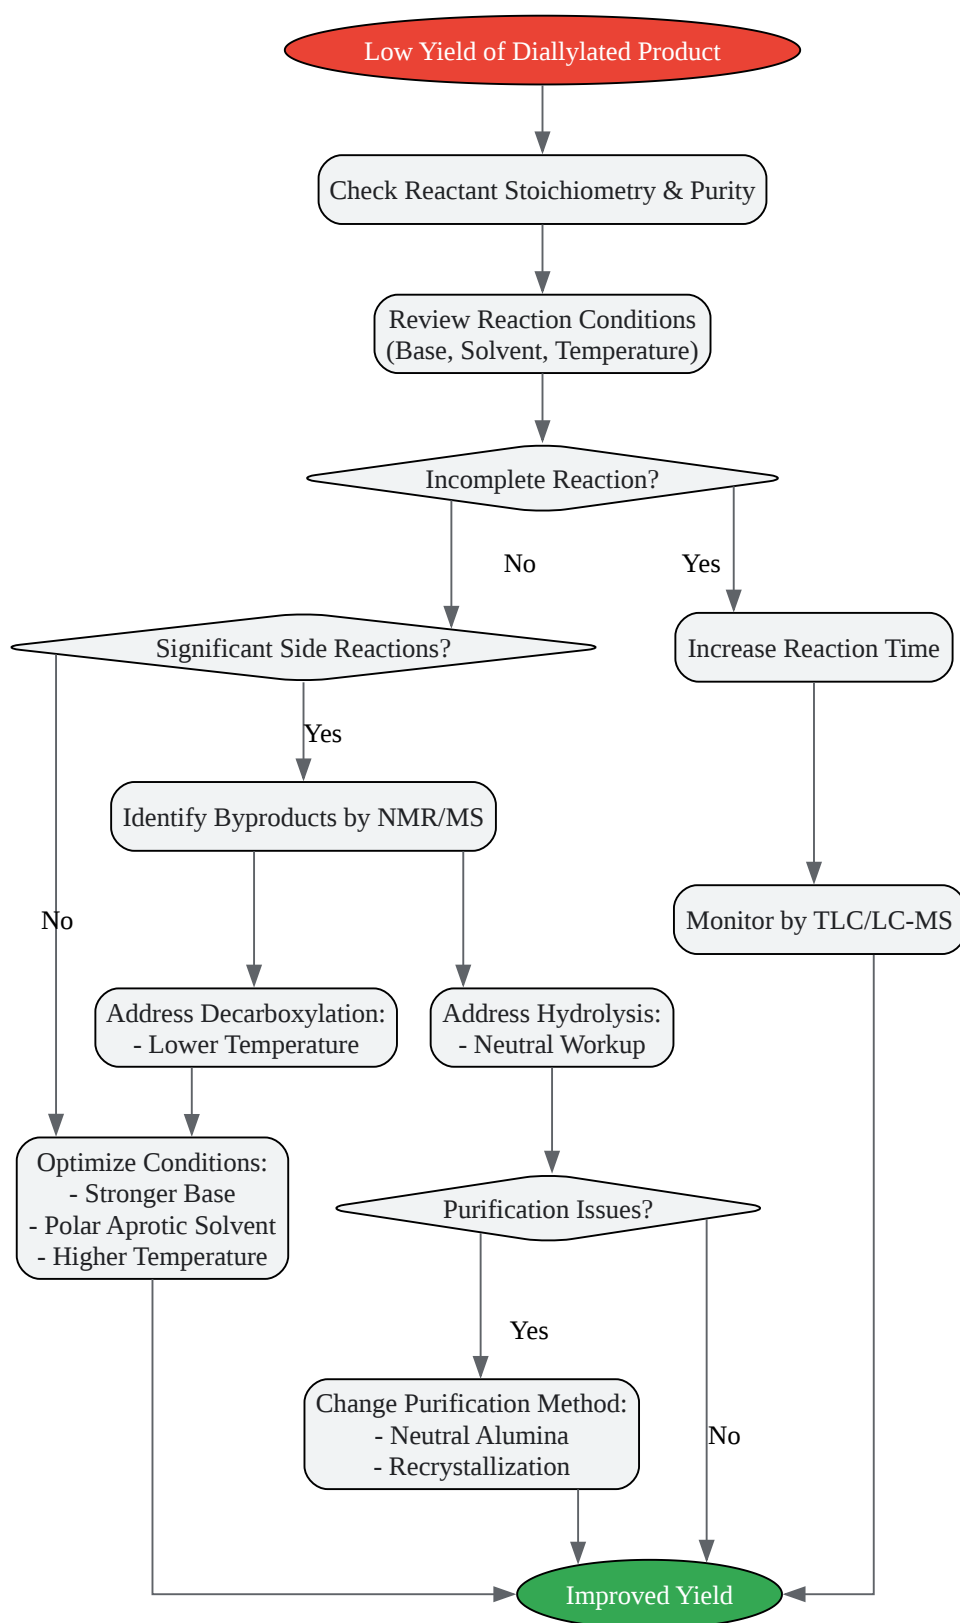 Low Yield of Diallylated Product
Check Reactant Stoichiometry & Purity
Review Reaction Conditions
(Base, Solvent, Temperature)
Incomplete Reaction?
No
Yes
Significant Side Reactions?
Increase Reaction Time
Yes
Identify Byproducts by NMR/MS
No
Monitor by TLC/LC-MS
Address Decarboxylation:
- Lower Temperature
Address Hydrolysis:
- Neutral Workup
Optimize Conditions:
- Stronger Base
- Polar Aprotic Solvent
- Higher Temperature
Purification Issues?
Yes
Change Purification Method:
- Neutral Alumina
- Recrystallization
No
Improved Yield